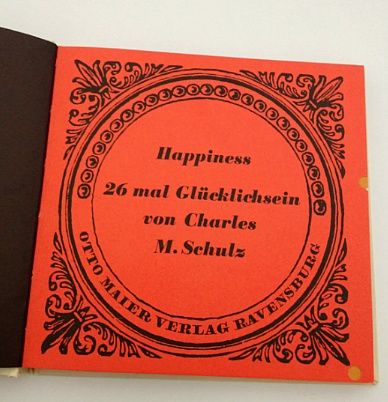 Happiness
26 mal Glücklichsein
von Charles
M. Schulz
OTTO MAIER VERLAG RAVENSBURG